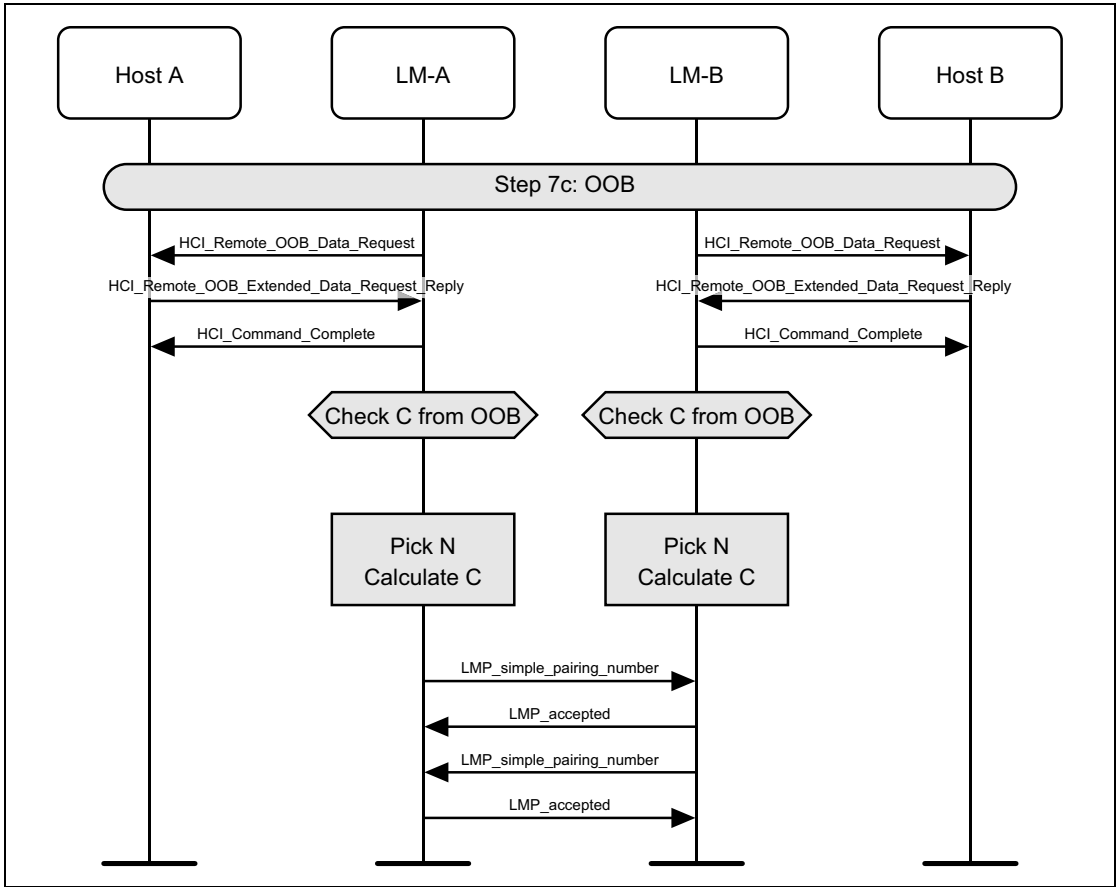 Host A
LM-A
LM-B
Host B
Step 7c: OOB
HCI_Remote_OOB_Data_Request
HCI_Remote_OOB_Data_Request
HCI_Remote_OOB_Extended_Data_Request_Reply
HCI_Remote_OOB_Extended_Data_Request_Reply
HCI_Command_Complete
HCI_Command_Complete
Check C from OOB
Check C from OOB
Pick N
Calculate C
Pick N
Calculate C
LMP_simple_pairing_number
LMP_accepted
LMP_simple_pairing_number
LMP_accepted